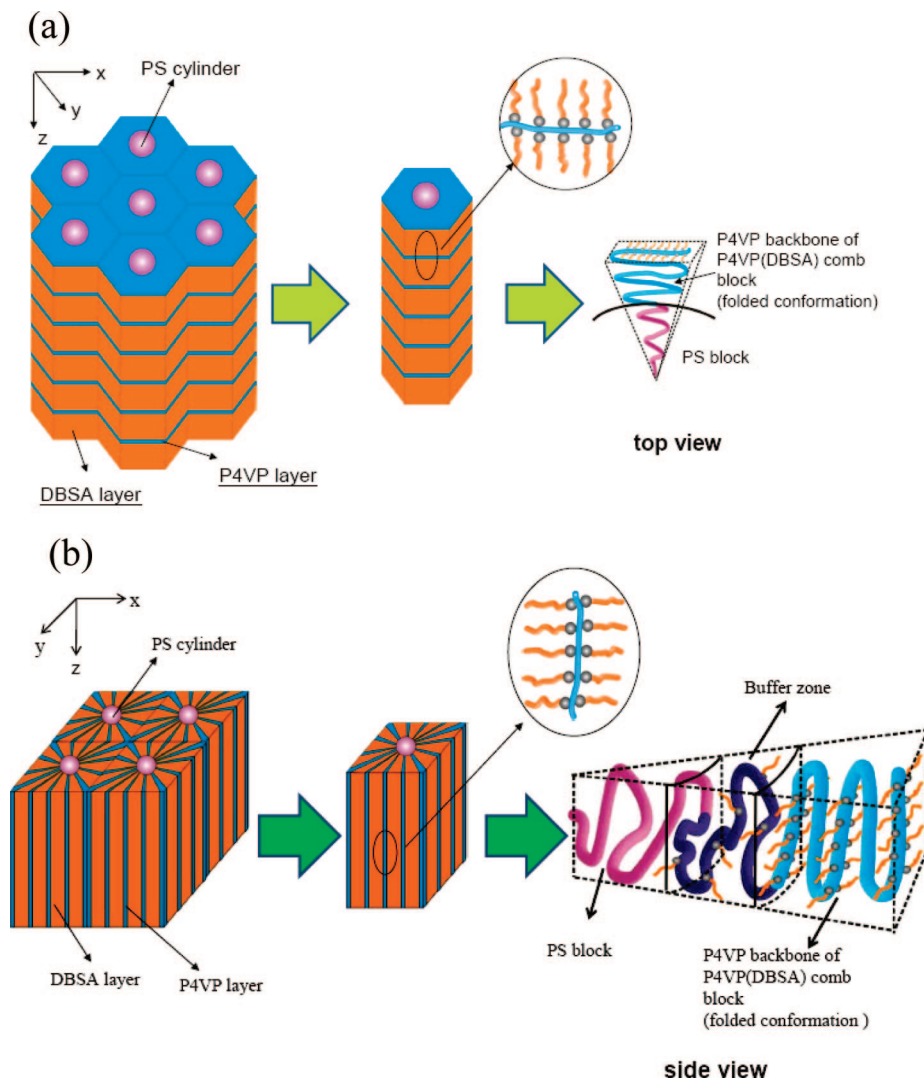 (a)
PS cylinder
x
y
z
P4VP backbone of
P4VP(DBSA) comb
block
(folded conformation)
PS block
top view
P4VP layer
DBSA layer
(b)
x
y
z
PS cylinder
Buffer zone
DBSA layer
P4VP layer
PS block
P4VP backbone of
P4VP(DBSA) comb
block
(folded conformation )
side view